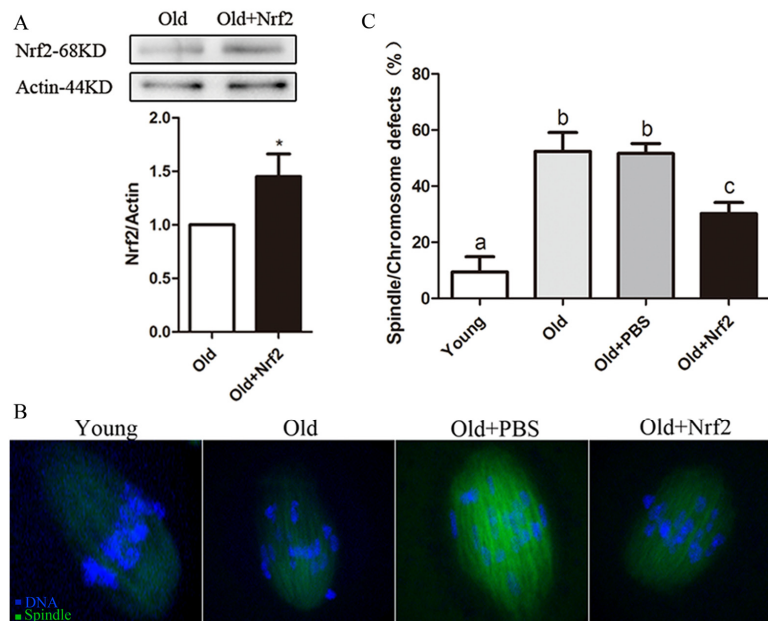 A
Old Old+Nrf2
Nrf2-68KD
Actin-44KD
Nrf2/Actin
2.0
1.5
1.0
0.5
0.0
*
Old
Old+Nrf2
C
Spindle/Chromosome defects (%)
80
60
40
20
0
a
b
b
c
Young
Old
Old+PBS
Old+Nrf2
B
Young Old Old+PBS Old+Nrf2
DNA
Spindle